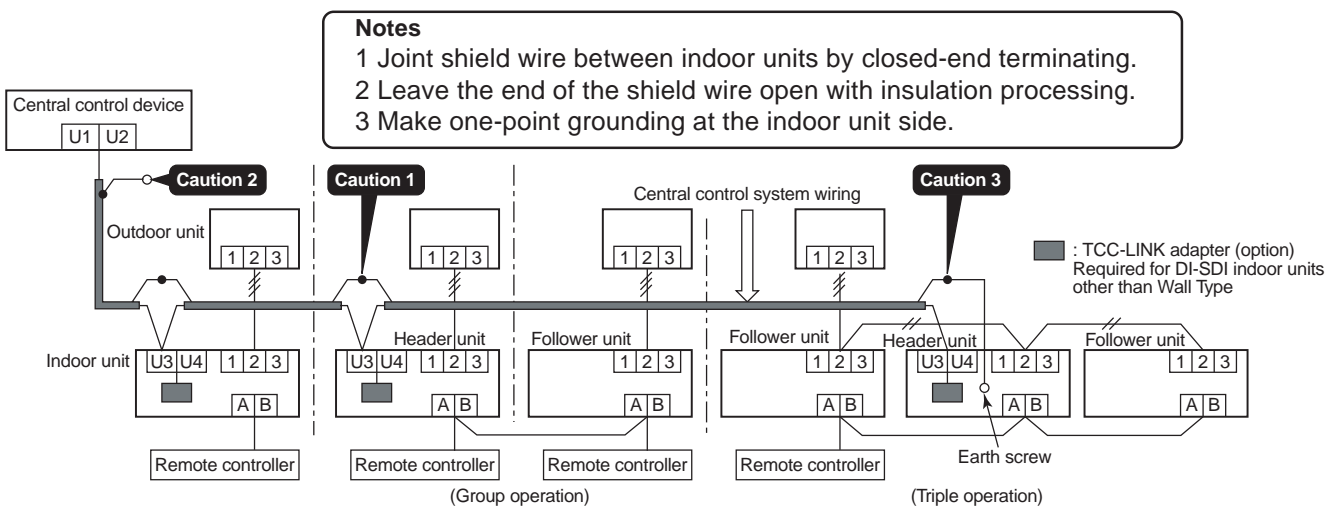 Notes
1 Joint shield wire between indoor units by closed-end terminating.
2 Leave the end of the shield wire open with insulation processing.
3 Make one-point grounding at the indoor unit side.
Central control device
U1 U2
Caution 2
Caution 1
Central control system wiring
Caution 3
Outdoor unit
1 2 3
1 2 3
1 2 3
1 2 3
: TCC-LINK adapter (option)
Required for DI-SDI indoor units
other than Wall Type
Indoor unit
Header unit
Follower unit
Follower unit
Header unit
Follower unit
U3 U4 1 2 3
U3 U4 1 2 3
1 2 3
1 2 3
U3 U4 1 2 3
1 2 3
A B
A B
A B
A B
A B
A B
Remote controller
Remote controller
Remote controller
Remote controller
Earth screw
(Group operation)
(Triple operation)